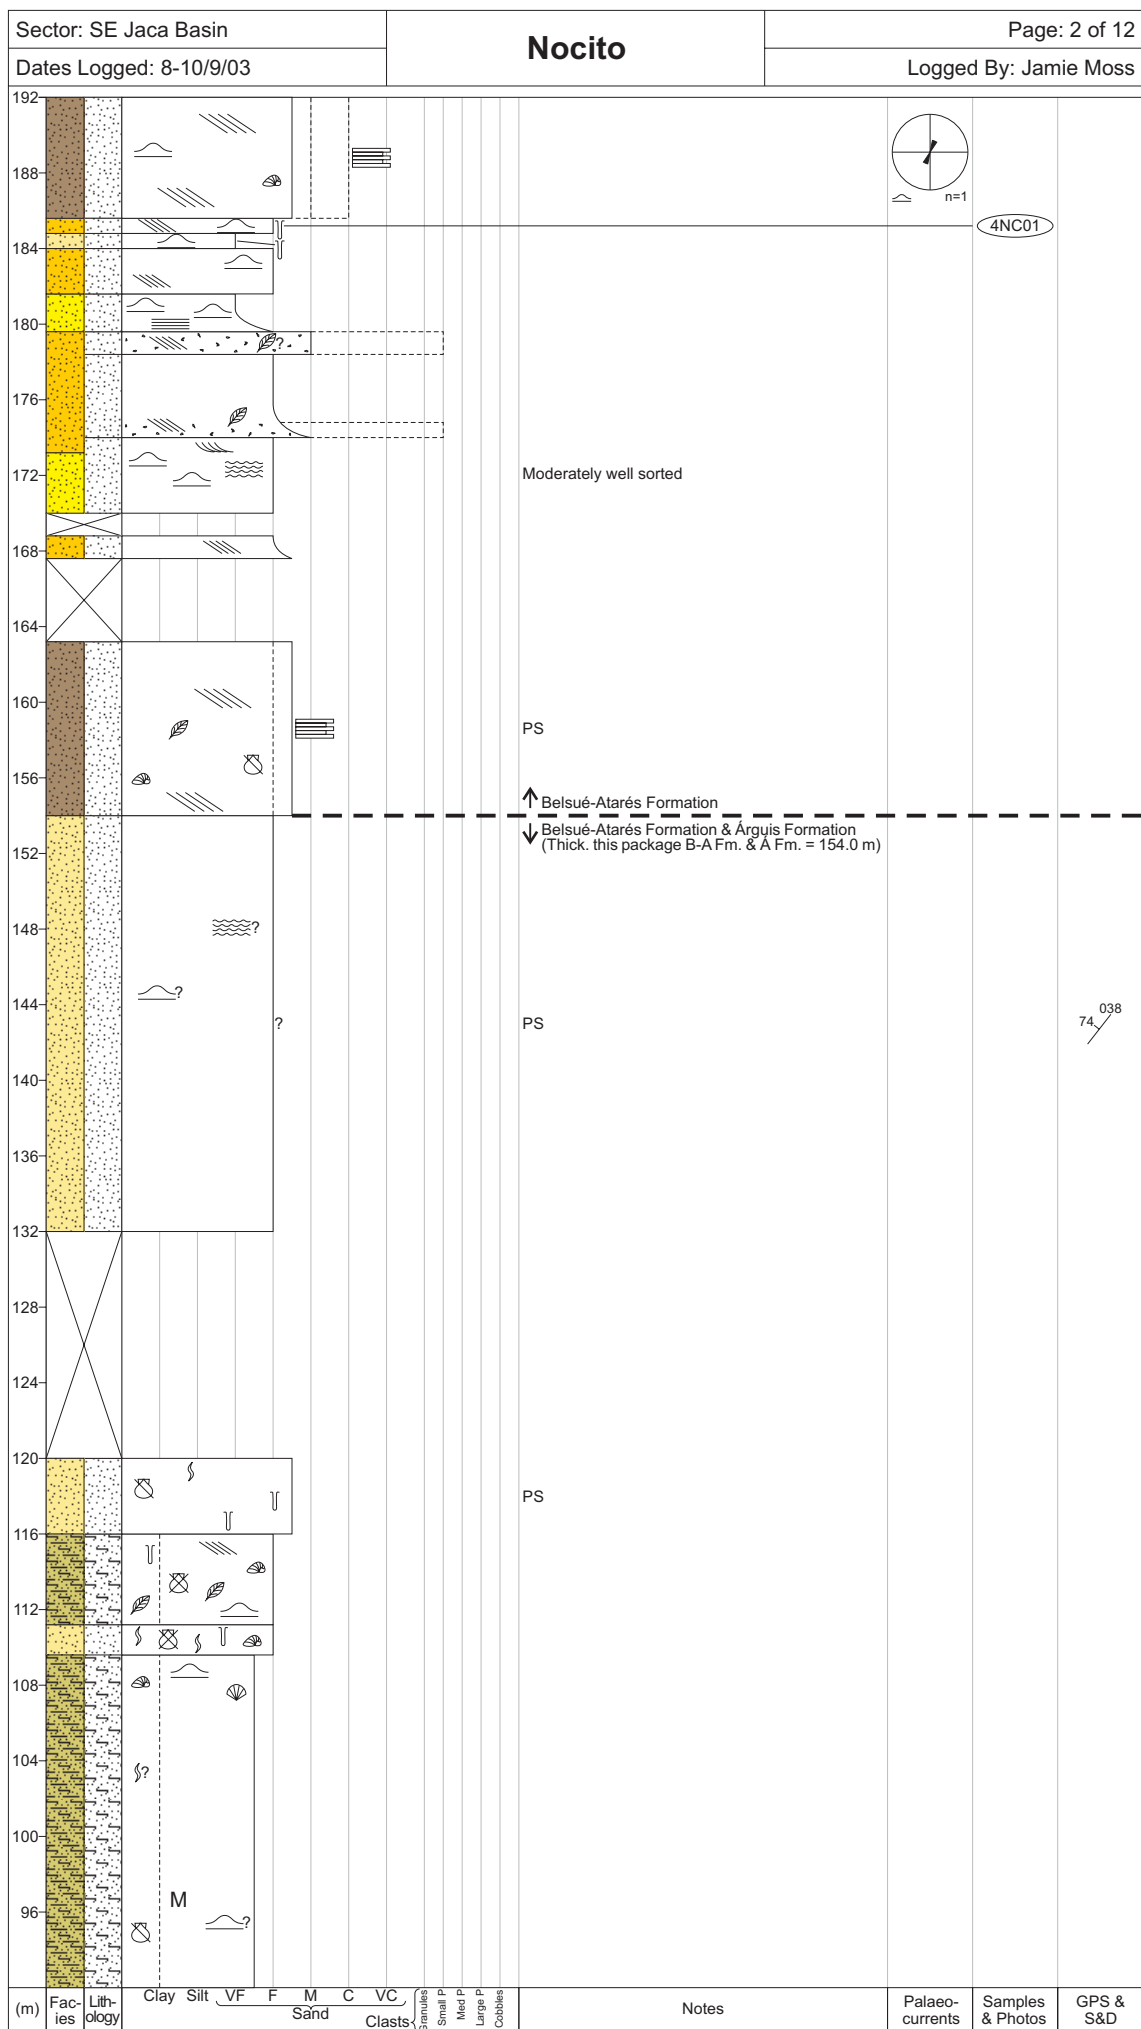 Sector: SE Jaca Basin
Nocito
Page: 2 of 12
Dates Logged: 8-10/9/03
Logged By: Jamie Moss
192
188
n=1
4NC01
184
180
?
176
172
Moderately well sorted
168
164
160
PS
156
Belsué-Atarés Formation
Belsué-Atarés Formation & Árguis Formation
(Thick. this package B-A Fm. & Á Fm. = 154.0 m)
152
148
?
?
144
?
PS
038
74
140
136
132
128
124
120
PS
116
112
108
104
?
100
M
96
?
(m)
Fac-
ies
Lith-
ology
Clay Silt VF F M C VC
Sand
Clasts
Granules
Small P
Med P
Large P
Cobbles
Notes
Palaeo-
currents
Samples
& Photos
GPS &
S&D